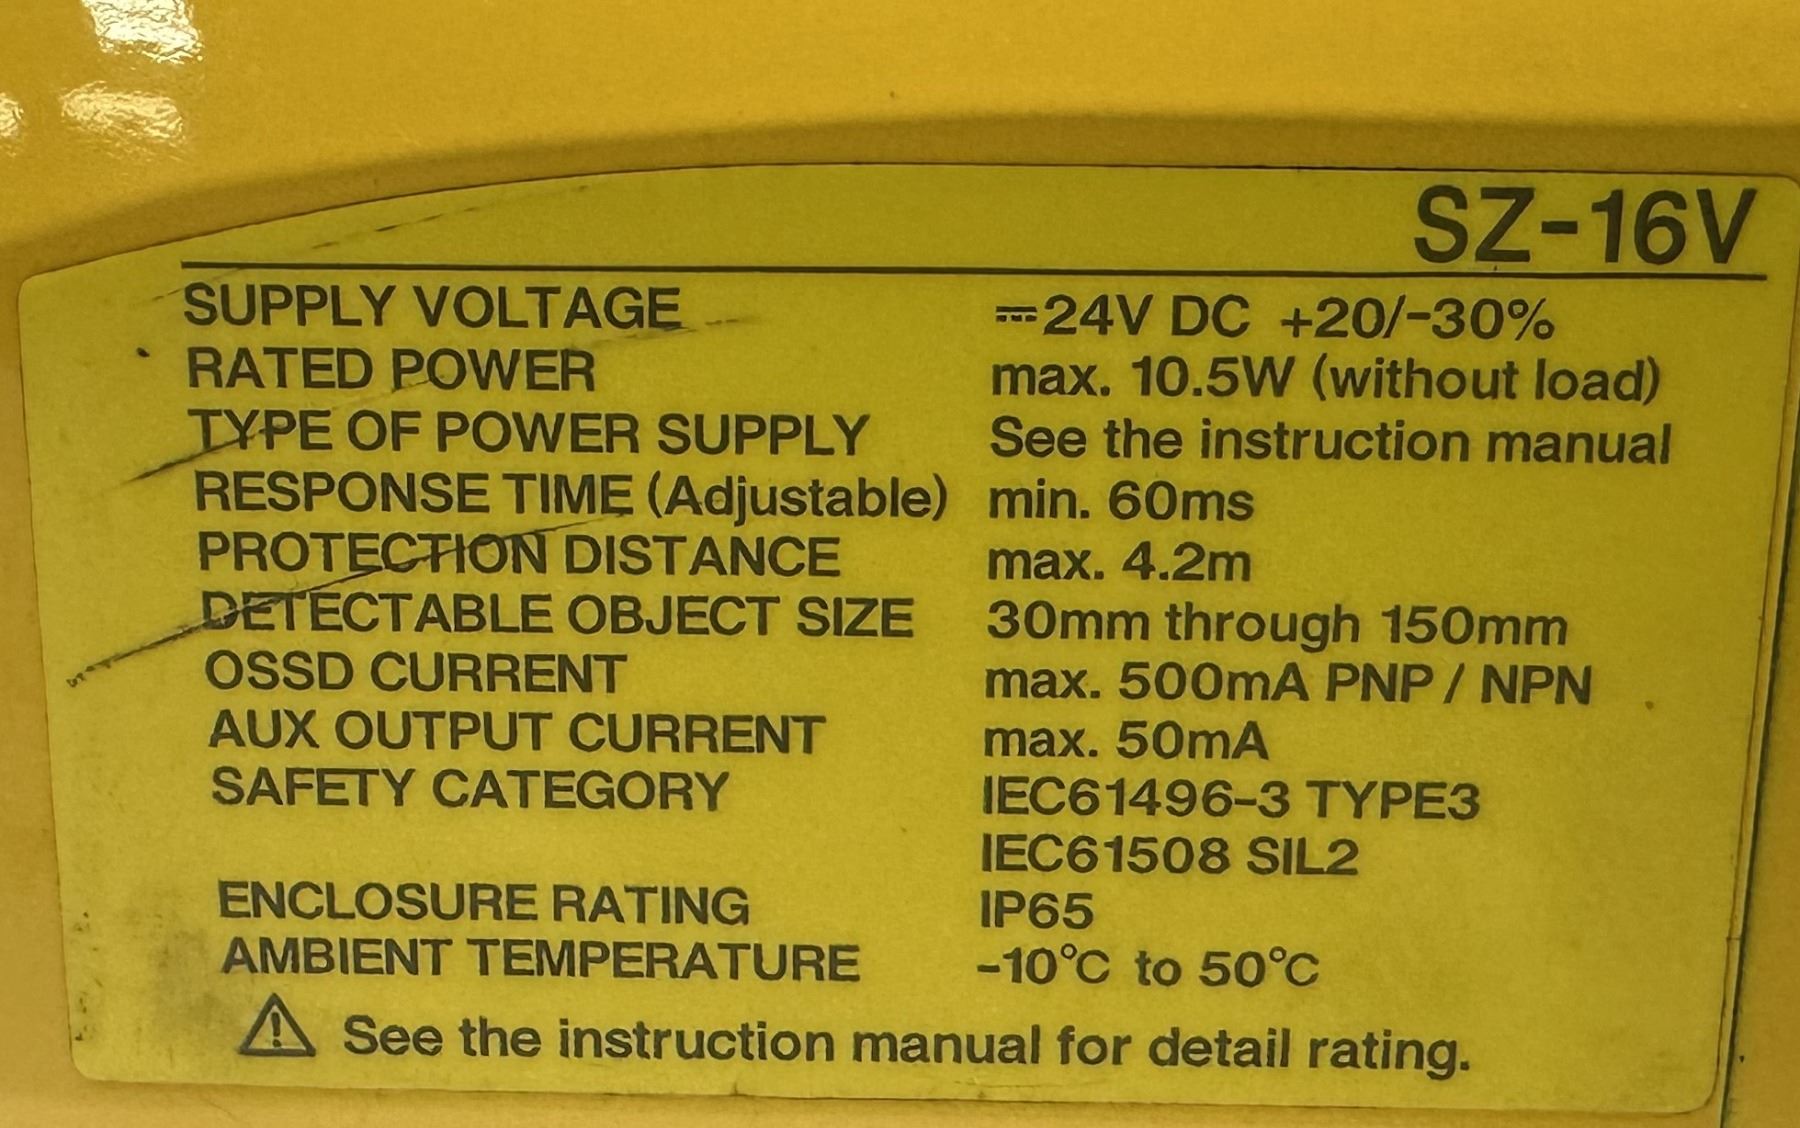 SZ-16V
SUPPLY VOLTAGE ⎓24V DC +20/-30%
RATED POWER max. 10.5W (without load)
TYPE OF POWER SUPPLY See the instruction manual
RESPONSE TIME (Adjustable) min. 60ms
PROTECTION DISTANCE max. 4.2m
DETECTABLE OBJECT SIZE 30mm through 150mm
OSSD CURRENT max. 500mA PNP / NPN
AUX OUTPUT CURRENT max. 50mA
SAFETY CATEGORY IEC61496-3 TYPE3
IEC61508 SIL2
ENCLOSURE RATING IP65
AMBIENT TEMPERATURE -10°C to 50°C
⚠ See the instruction manual for detail rating.